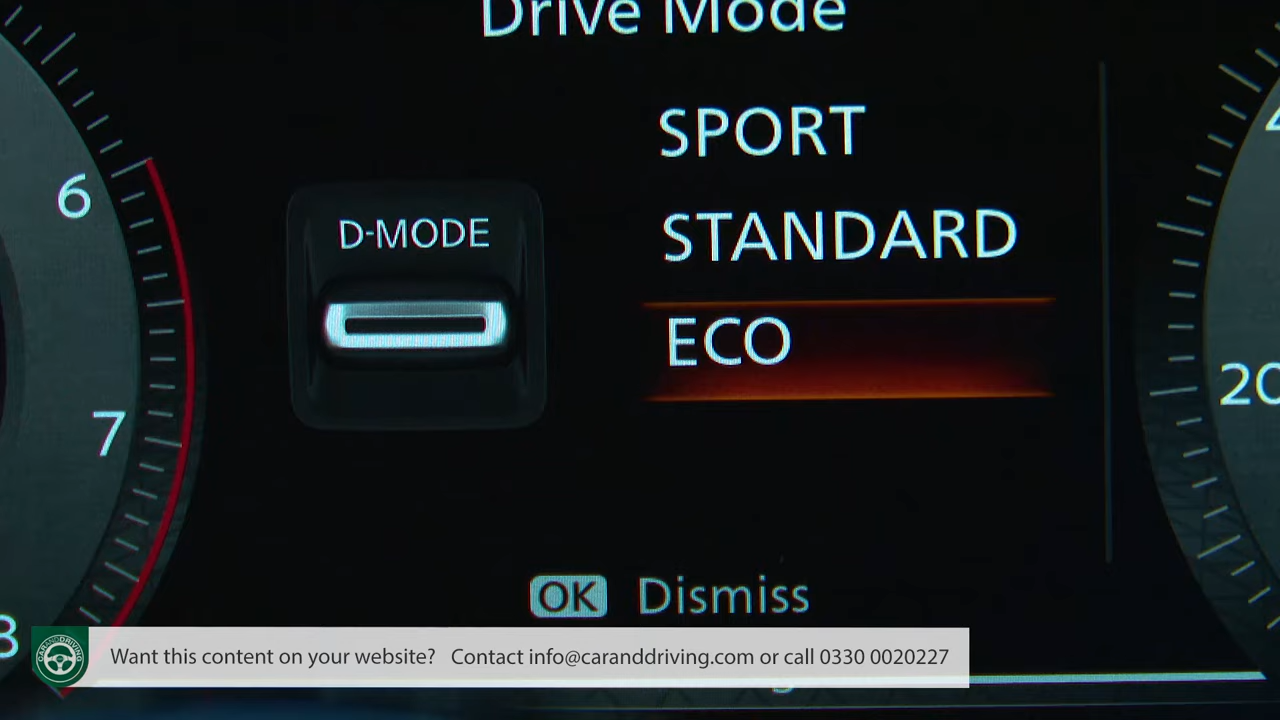 Drive Mode
SPORT
STANDARD
ECO
D-MODE
6
7
8
20
OK Dismiss
CARANDDRIVING
Want this content on your website? Contact info@caranddriving.com or call 0330 0020227